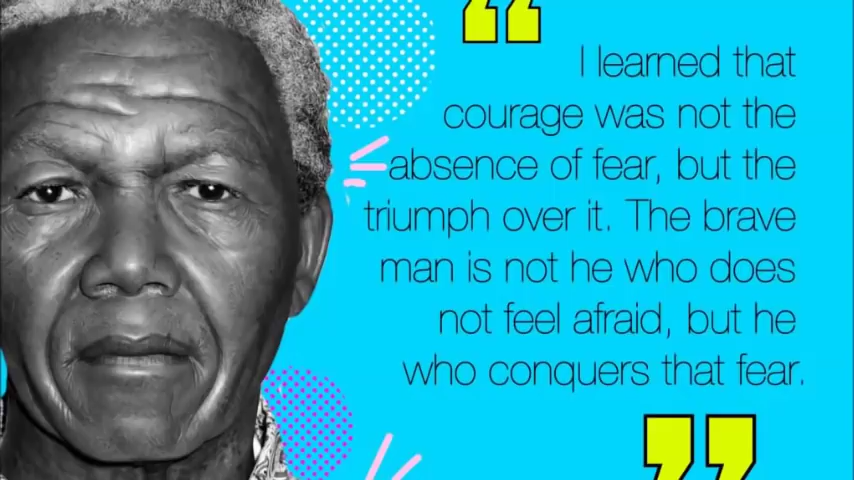 I learned that
courage was not the
absence of fear, but the
triumph over it. The brave
man is not he who does
not feel afraid, but he
who conquers that fear.